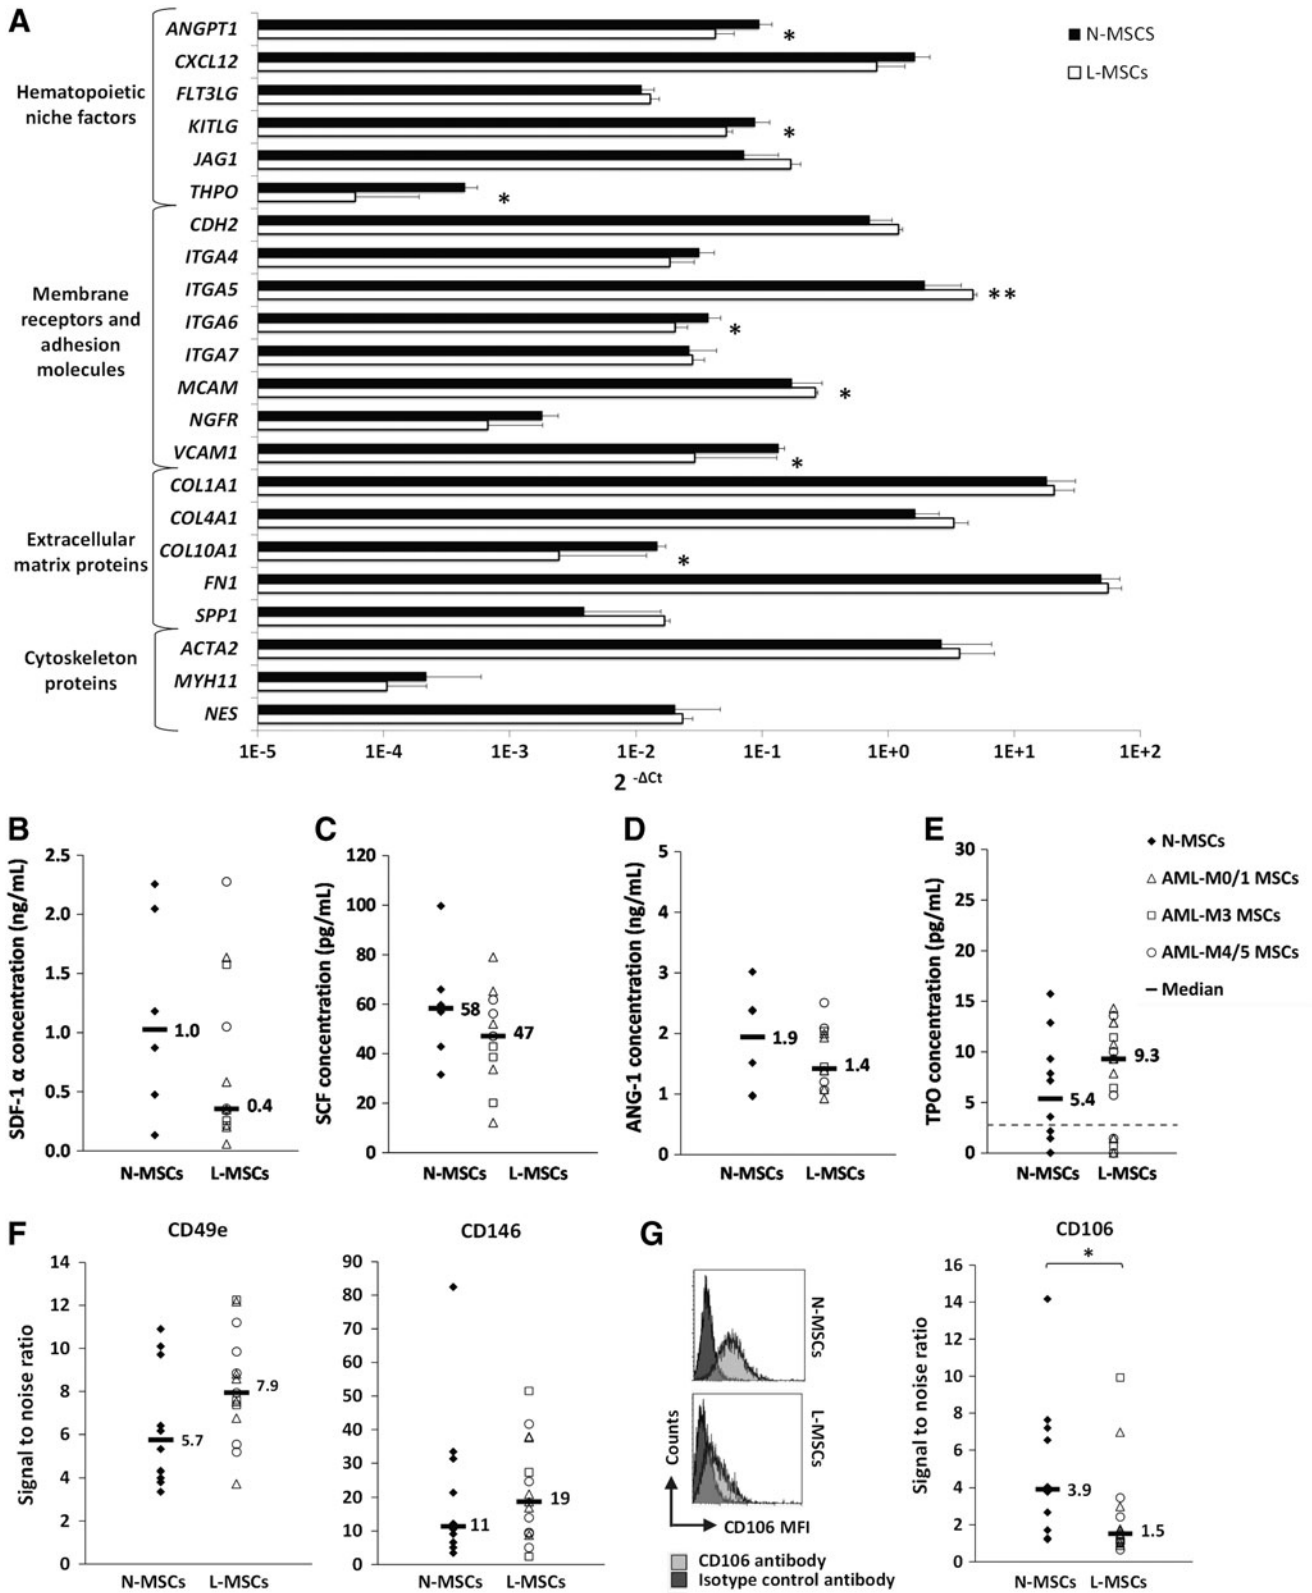 A
N-MSCS
L-MSCs
Hematopoietic
niche factors
ANGPT1
*
CXCL12
FLT3LG
KITLG
*
JAG1
THPO
*
Membrane
receptors and
adhesion
molecules
CDH2
ITGA4
ITGA5
**
ITGA6
*
ITGA7
MCAM
*
NGFR
VCAM1
*
Extracellular
matrix proteins
COL1A1
COL4A1
COL10A1
*
FN1
SPP1
Cytoskeleton
proteins
ACTA2
MYH11
NES
1E-5 1E-4 1E-3 1E-2 1E-1 1E+0 1E+1 1E+2
2 -ΔCt
B
SDF-1 α concentration (ng/mL)
2.5
2.0
1.5
1.0
0.5
0.0
1.0
0.4
N-MSCs L-MSCs
C
SCF concentration (pg/mL)
120
100
80
60
40
20
0
58
47
N-MSCs L-MSCs
D
ANG-1 concentration (ng/mL)
5
4
3
2
1
0
1.9
1.4
N-MSCs L-MSCs
E
TPO concentration (pg/mL)
30
25
20
15
10
5
0
5.4
9.3
N-MSCs L-MSCs
N-MSCs
AML-M0/1 MSCs
AML-M3 MSCs
AML-M4/5 MSCs
Median
F
CD49e
Signal to noise ratio
14
12
10
8
6
4
2
0
5.7
7.9
N-MSCs L-MSCs
CD146
90
80
70
60
50
40
30
20
10
0
11
19
N-MSCs L-MSCs
G
N-MSCs
L-MSCs
Counts
CD106 MFI
CD106 antibody
Isotype control antibody
CD106
*
Signal to noise ratio
16
14
12
10
8
6
4
2
0
3.9
1.5
N-MSCs L-MSCs